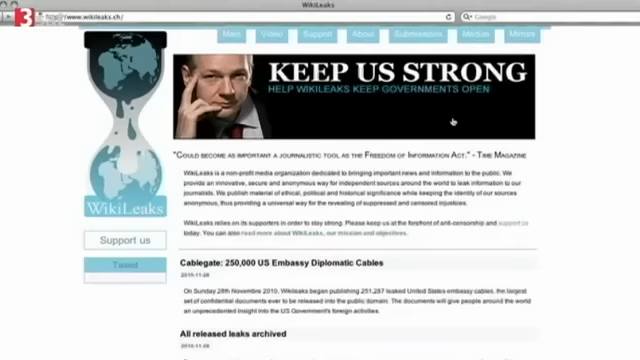 WikiLeaks
3
http://www.wikileaks.ch/
Google
Main Video Support About Submissions Medias Mirrors
KEEP US STRONG
HELP WIKILEAKS KEEP GOVERNMENTS OPEN
"Could become as important a journalistic tool as the Freedom of Information Act." - Time Magazine
WikiLeaks is a non-profit media organization dedicated to bringing important news and information to the public. We
provide an innovative, secure and anonymous way for independent sources around the world to leak information to our
journalists. We publish material of ethical, political and historical significance while keeping the identity of our sources
anonymous, thus providing a universal way for the revealing of suppressed and censored injustices.
WikiLeaks relies on its supporters in order to stay strong. Please keep us at the forefront of anti-censorship and support us
today. You can also read more about WikiLeaks, our mission and objectives.
WikiLeaks
Support us
Tweet
Cablegate: 250,000 US Embassy Diplomatic Cables
2010-11-28
On Sunday 28th Novembre 2010, Wikileaks began publishing 251,287 leaked United States embassy cables, the largest
set of confidential documents ever to be released into the public domain. The documents will give people around the world
an unprecedented insight into the US Government's foreign activities.
All released leaks archived
2010-11-28